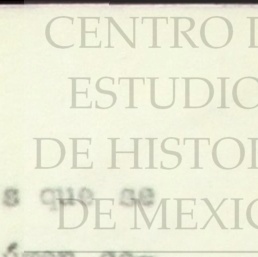 CENTRO D
ESTUDIO
DE HISTO
s que se
DE MEXIC